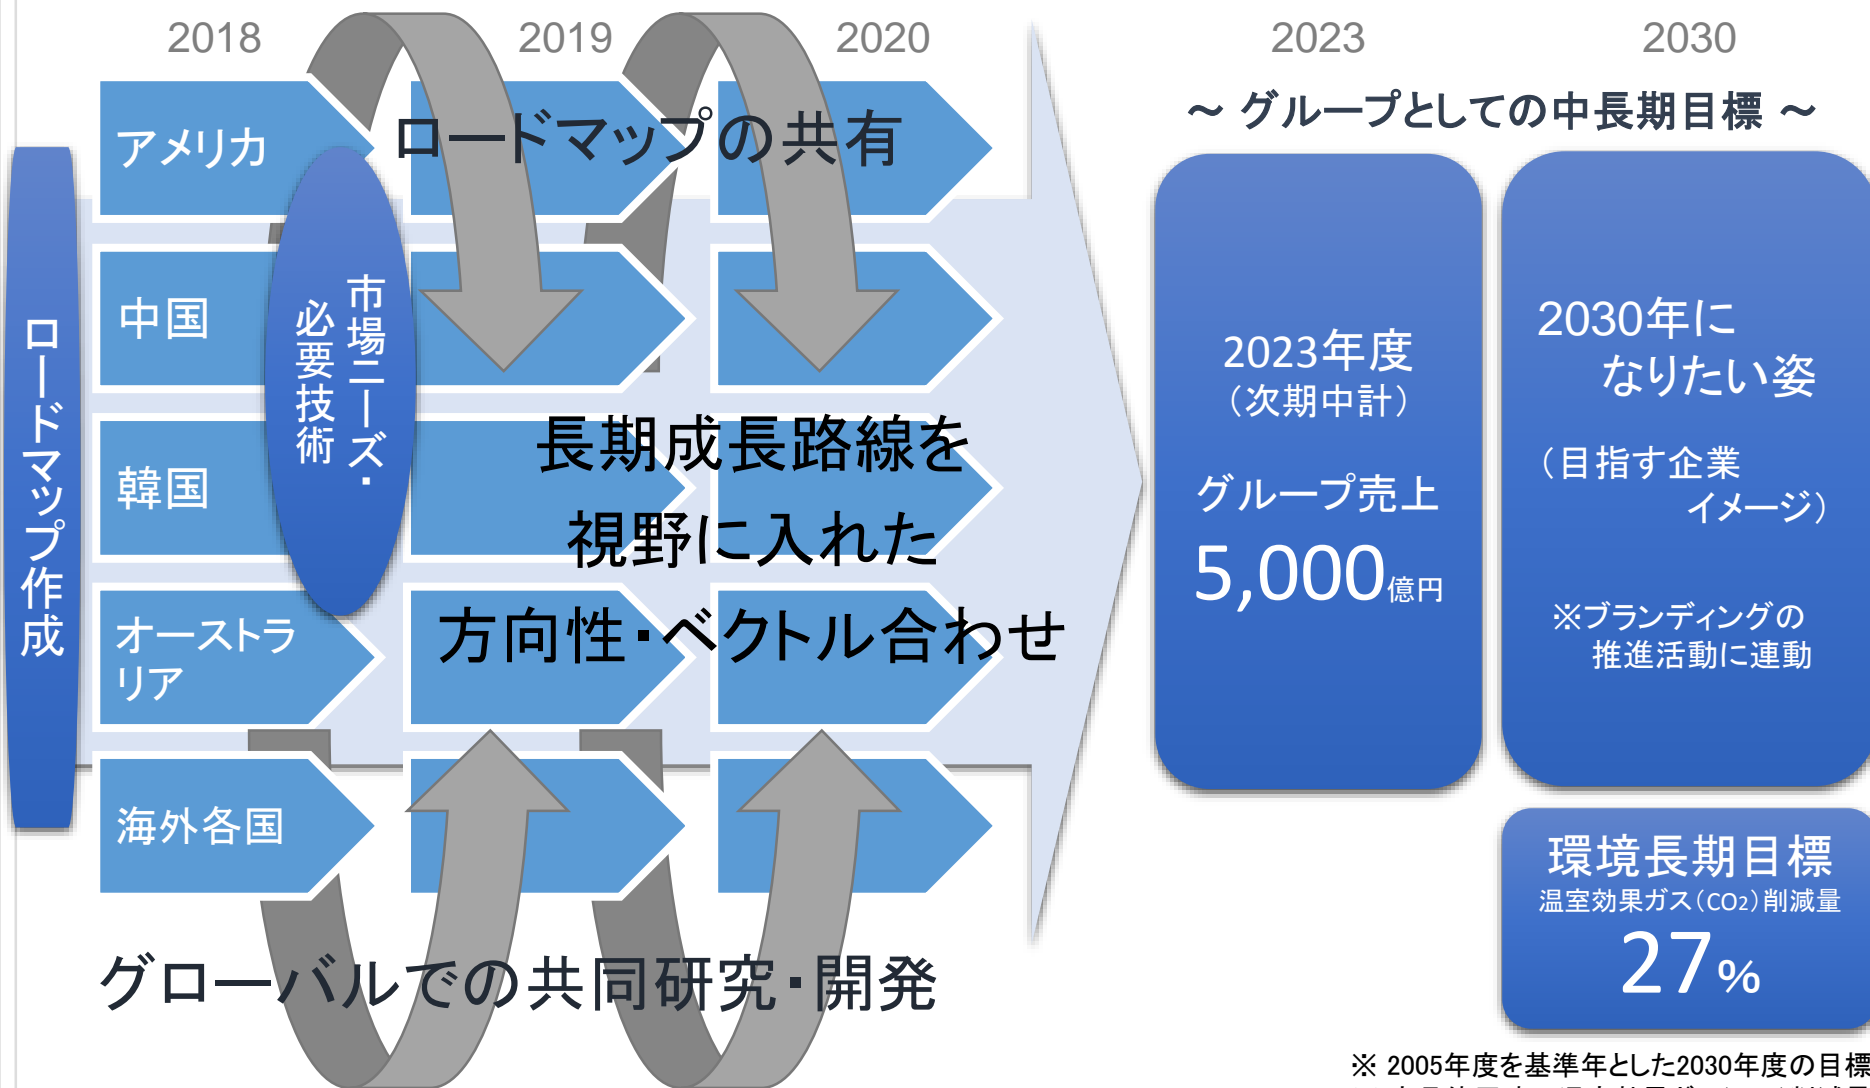 2018
2019
2020
2023
2030
～ グループとしての中長期目標 ～
ロードマップ作成
アメリカ
中国
韓国
オーストラ
リア
海外各国
市場ニーズ・
必要技術
ロードマップの共有
長期成長路線を
視野に入れた
方向性・ベクトル合わせ
グローバルでの共同研究・開発
2023年度
（次期中計）
グループ売上
5,000億円
2030年に
なりたい姿
（目指す企業
イメージ）
※ブランディングの
推進活動に連動
環境長期目標
温室効果ガス（CO2）削減量
27%
※ 2005年度を基準年とした2030年度の目標